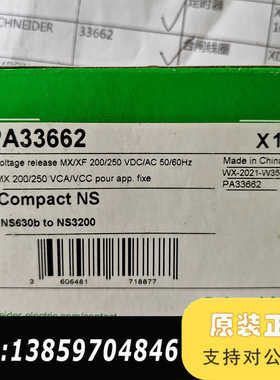 SCHNEIDER
33662
PA33662
X1
oltage release MX/XF 200/250 VDC/AC 50/60Hz
MX 200/250 VCA/VCC pour app. fixe
Made in China
WX-2021-W35
PA33662
Compact NS
NS630b to NS3200
3 606481 718877
原装正
:13859704846
支持对公